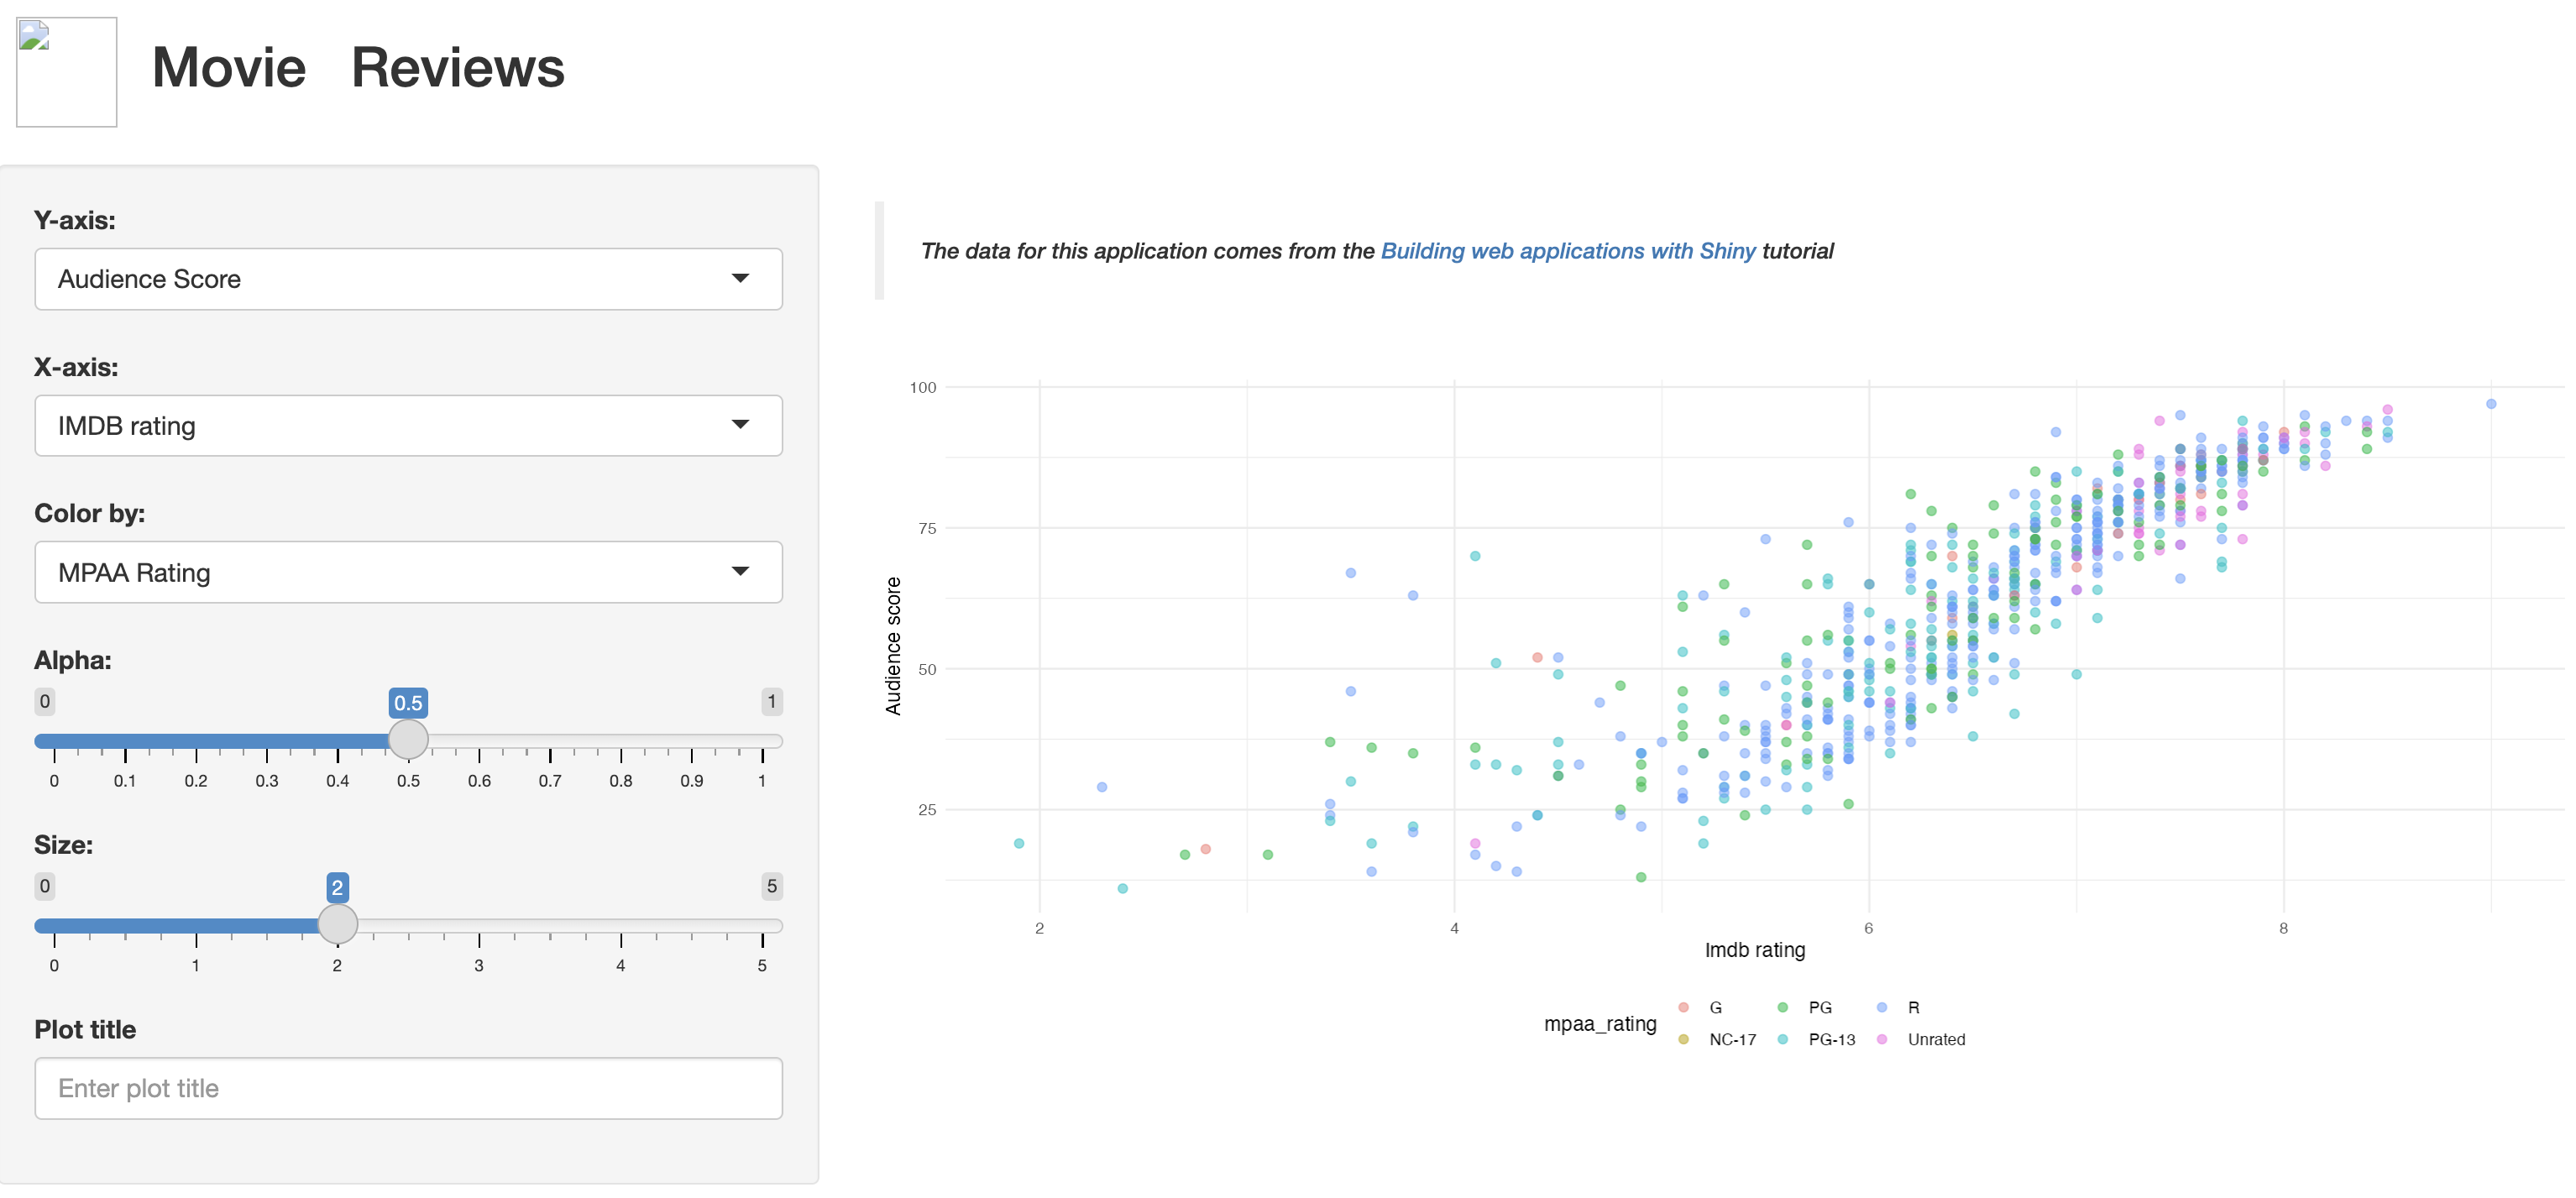 Movie Reviews
Y-axis:
Audience Score
X-axis:
IMDB rating
Color by:
MPAA Rating
Alpha:
0 0.5 1
0 0.1 0.2 0.3 0.4 0.5 0.6 0.7 0.8 0.9 1
Size:
0 2 5
0 1 2 3 4 5
Plot title
Enter plot title
The data for this application comes from the Building web applications with Shiny tutorial
100
75
50
25
Audience score
2 4 6 8
Imdb rating
mpaa_rating
G PG R
NC-17 PG-13 Unrated